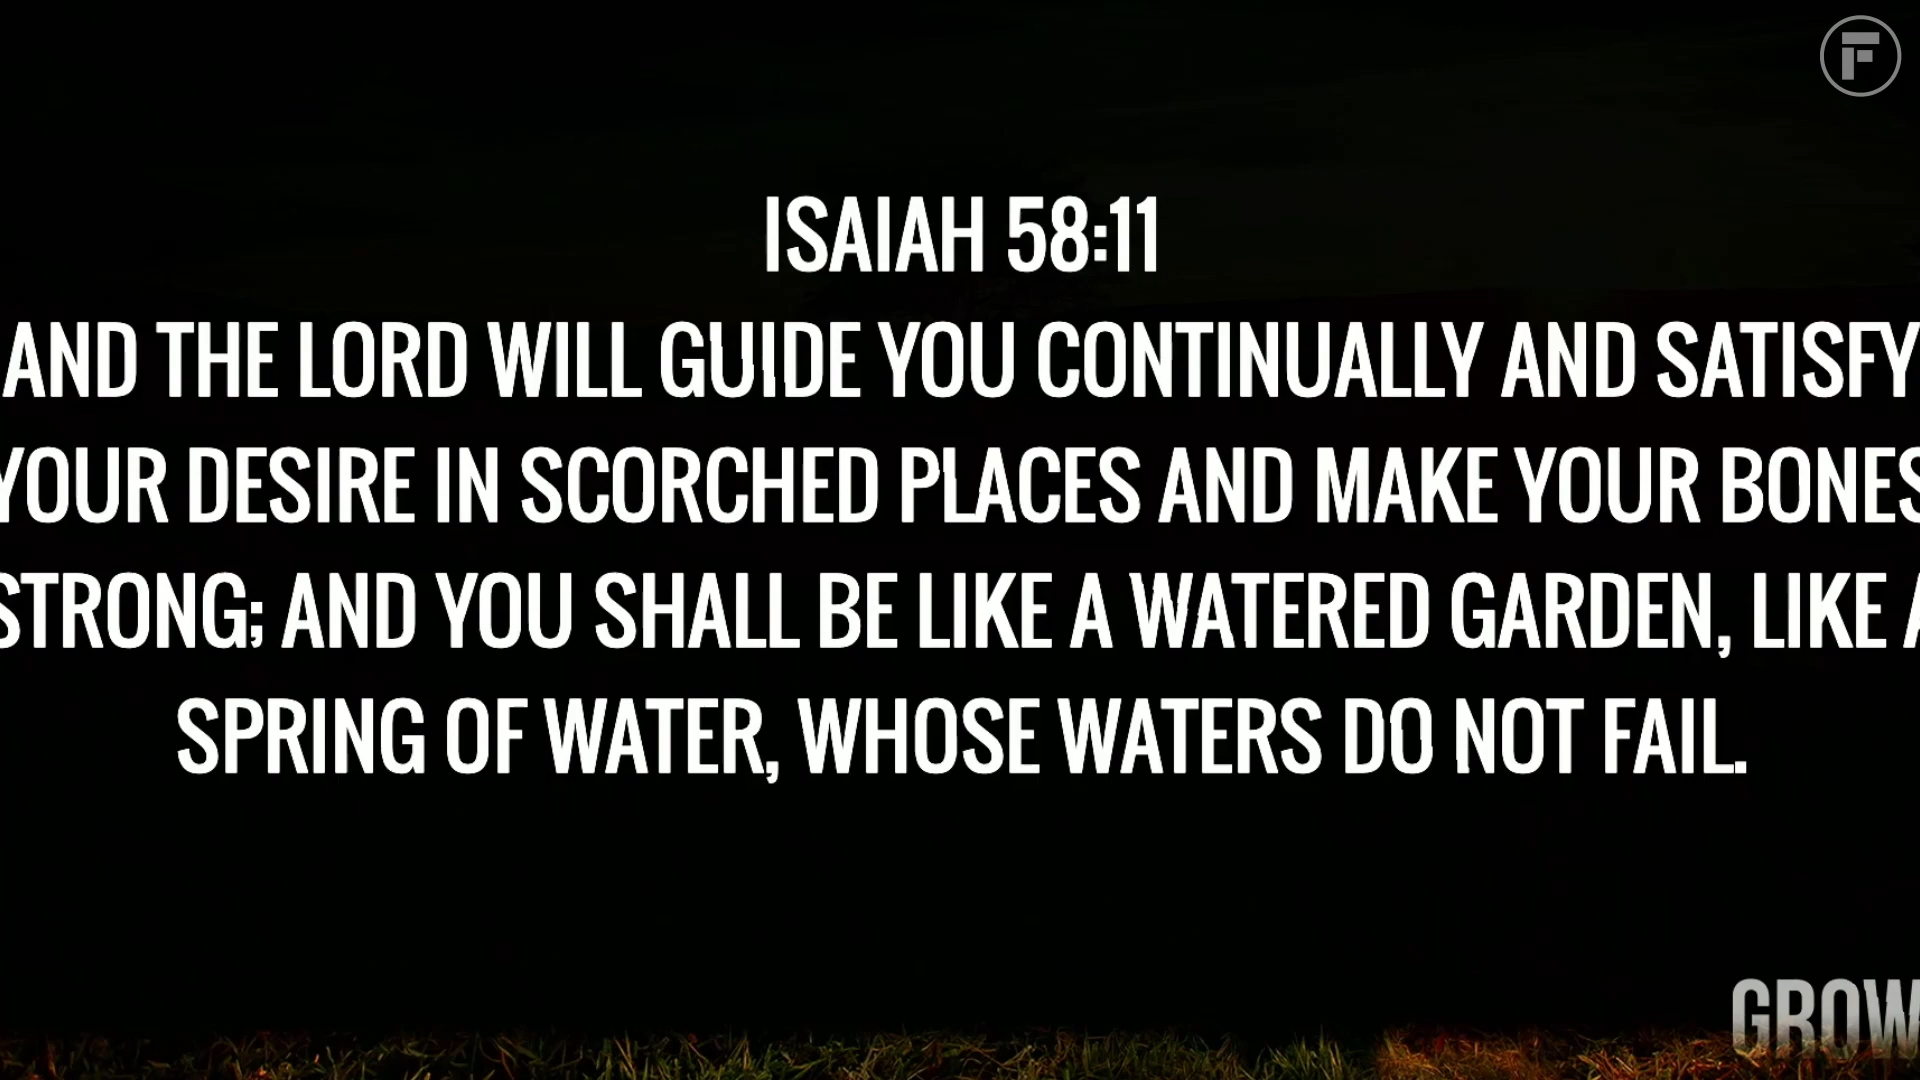 F
ISAIAH 58:11
AND THE LORD WILL GUIDE YOU CONTINUALLY AND SATISFY
YOUR DESIRE IN SCORCHED PLACES AND MAKE YOUR BONES
STRONG; AND YOU SHALL BE LIKE A WATERED GARDEN, LIKE A
SPRING OF WATER, WHOSE WATERS DO NOT FAIL.
GROW